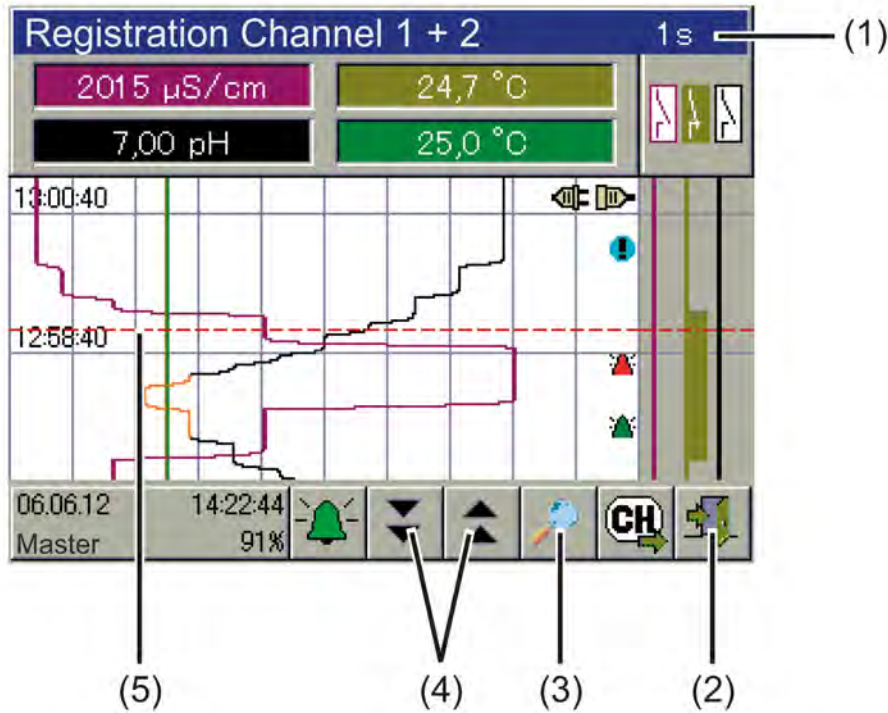 Registration Channel 1 + 2 1s (1)
2015 µS/cm 24,7 °C
7,00 pH 25,0 °C
13:00:40
12:58:40
06.06.12 14:22:44
Master 91% CH
(5) (4) (3) (2)